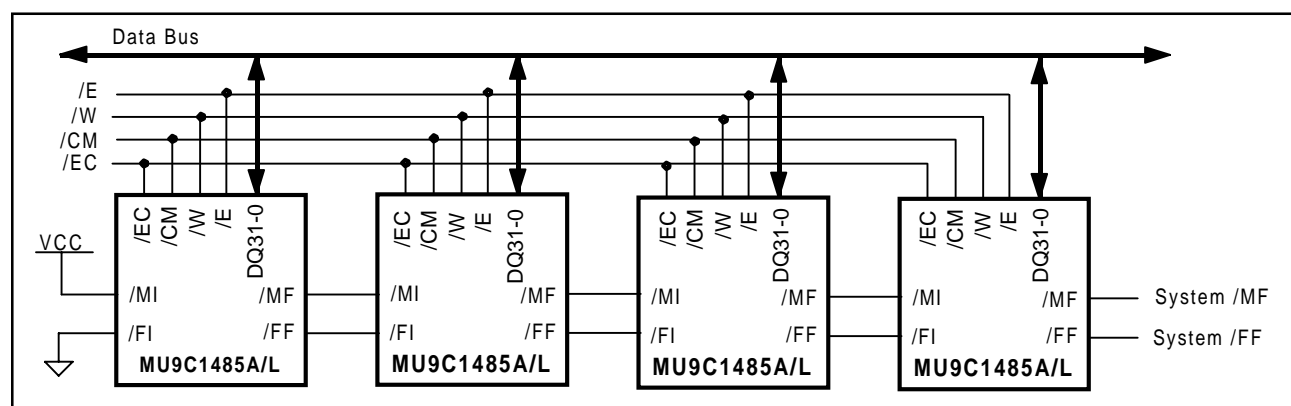 Data Bus
/E
/W
/CM
/EC
/EC /CM /W /E DQ31-0
/EC /CM /W /E DQ31-0
/EC /CM /W /E DQ31-0
/EC /CM /W /E DQ31-0
VCC
/MI /MF /MI /MF /MI /MF /MI /MF System /MF
/FI /FF /FI /FF /FI /FF /FI /FF System /FF
MU9C1485A/L MU9C1485A/L MU9C1485A/L MU9C1485A/L